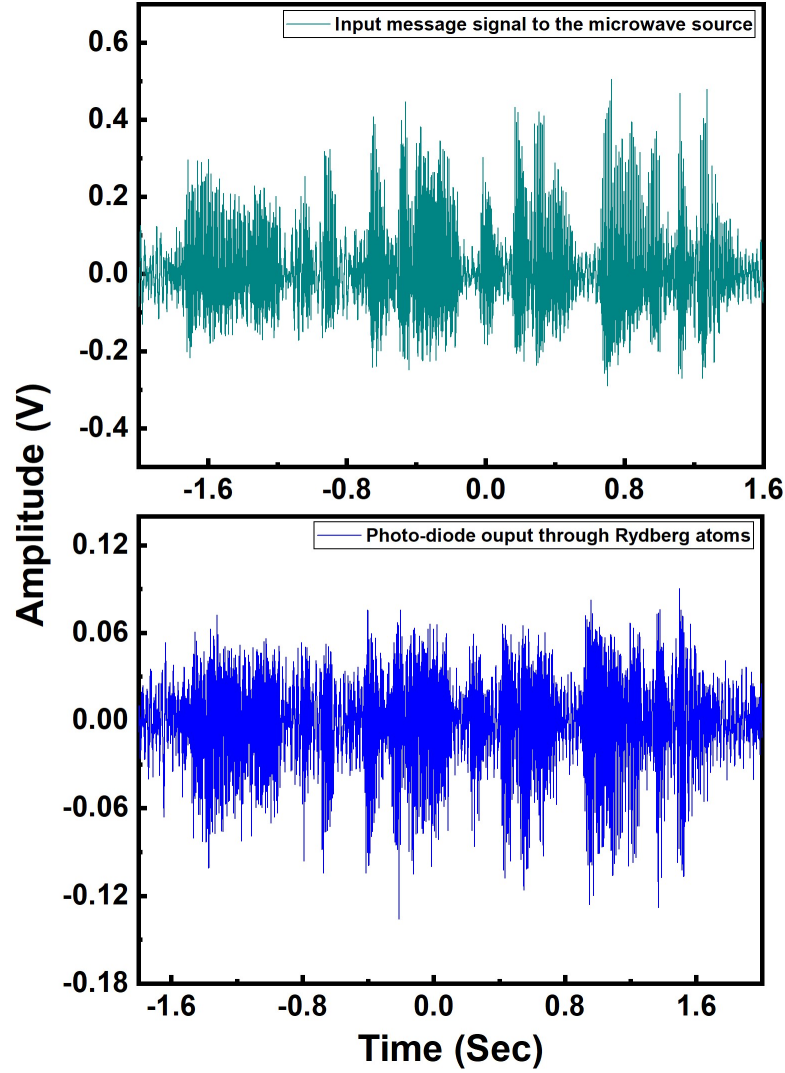 Input message signal to the microwave source
0.6
0.4
0.2
0.0
-0.2
-0.4
-1.6 -0.8 0.0 0.8 1.6
Amplitude (V)
Photo-diode ouput through Rydberg atoms
0.12
0.06
0.00
-0.06
-0.12
-0.18
-1.6 -0.8 0.0 0.8 1.6
Time (Sec)